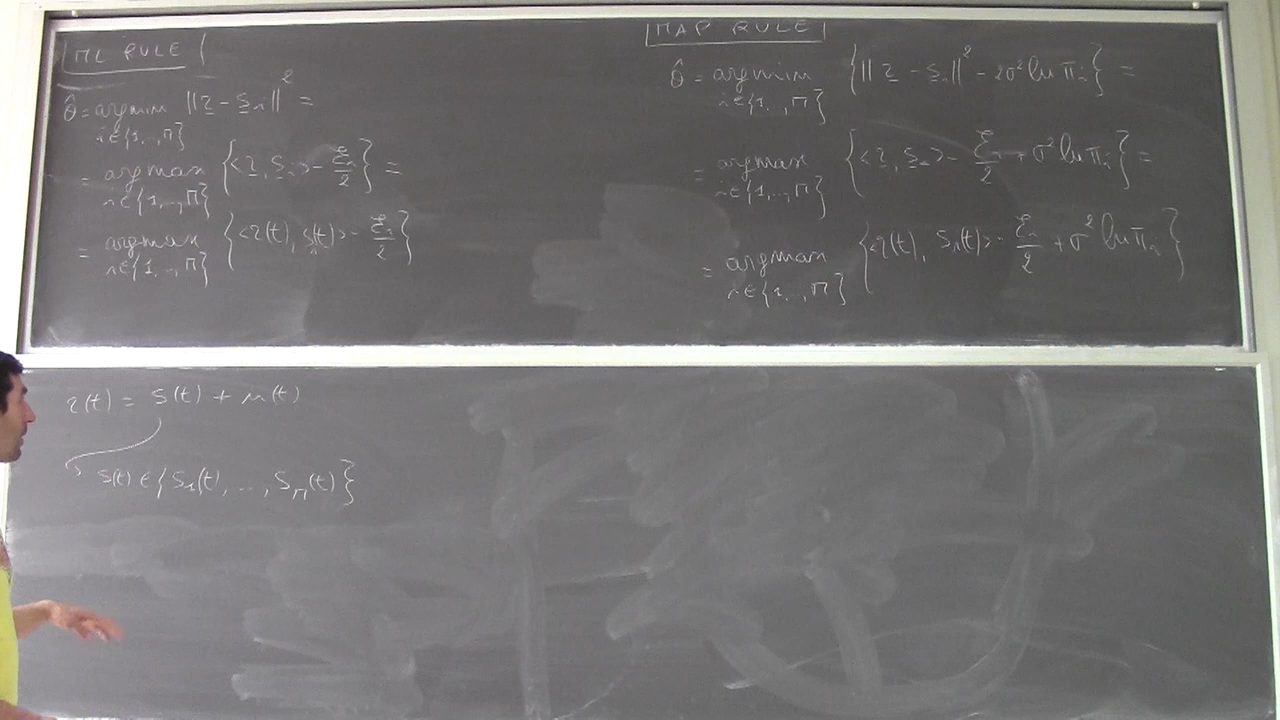 ML RULE
θ̂ = argmin ‖r - s_i‖² =
i∈{1,..,M}
= argmax {<r, s_i> - ℰ_i/2} =
i∈{1,..,M}
= argmax {<r(t), s_i(t)> - ℰ_i/2}
i∈{1,..,M}
MAP RULE
θ̂ = argmin {‖r - s_i‖² - 2σ² ln π_i} =
i∈{1,..,M}
= argmax {<r, s_i> - ℰ_i/2 + σ² ln π_i} =
i∈{1,..,M}
= argmax {<r(t), s_i(t)> - ℰ_i/2 + σ² ln π_i}
i∈{1,..,M}
r(t) = s(t) + n(t)
s(t) ∈ {s_1(t), ..., s_M(t)}